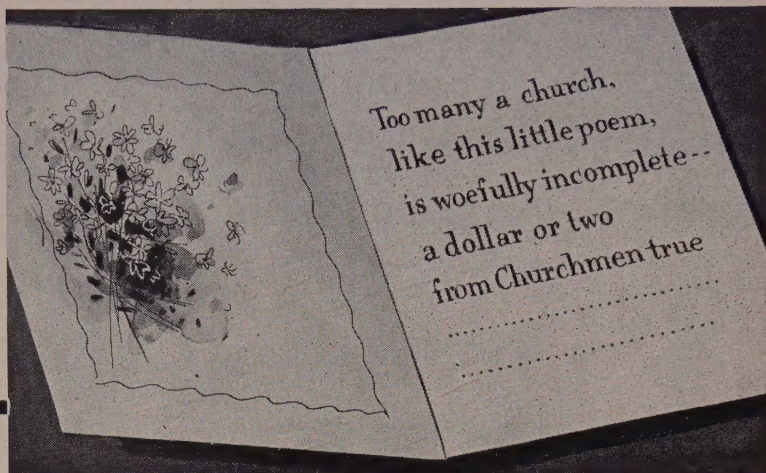 Too many a church,
like this little poem,
is woefully incomplete--
a dollar or two
from Churchmen true
..............................
..............................